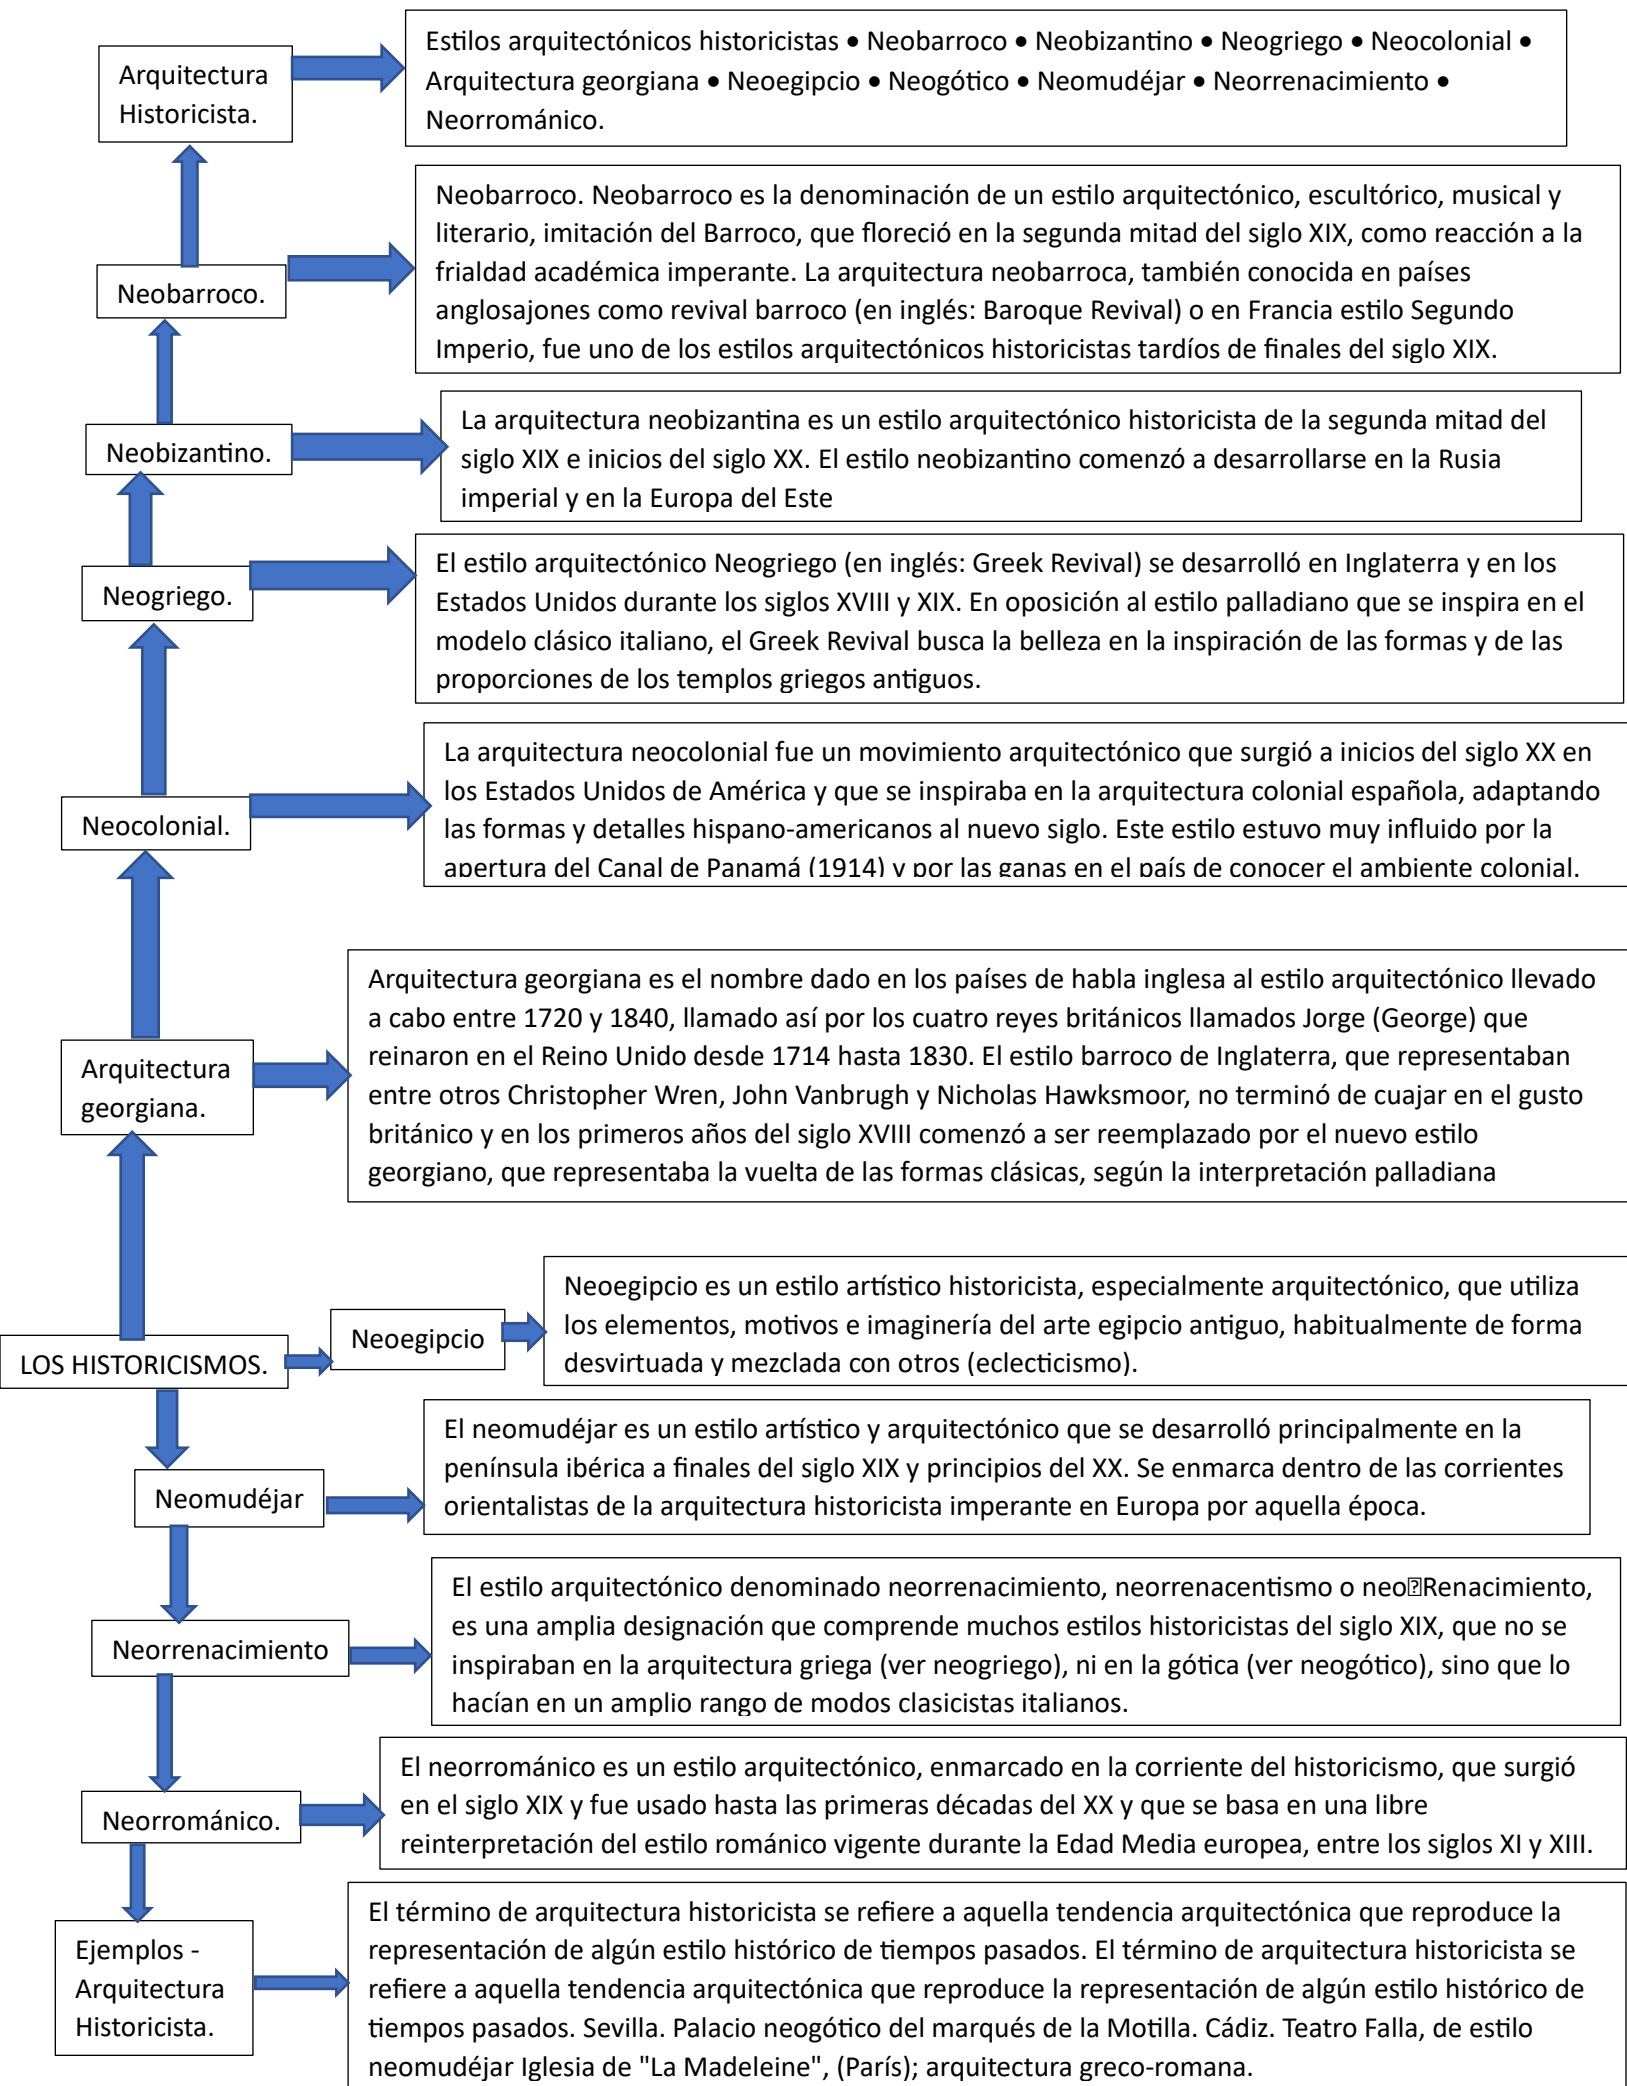 Arquitectura
Historicista.
Estilos arquitectónicos historicistas • Neobarroco • Neobizantino • Neogriego • Neocolonial •
Arquitectura georgiana • Neoegipcio • Neogótico • Neomudéjar • Neorrenacimiento •
Neorrománico.
Neobarroco.
Neobarroco. Neobarroco es la denominación de un estilo arquitectónico, escultórico, musical y
literario, imitación del Barroco, que floreció en la segunda mitad del siglo XIX, como reacción a la
frialdad académica imperante. La arquitectura neobarroca, también conocida en países
anglosajones como revival barroco (en inglés: Baroque Revival) o en Francia estilo Segundo
Imperio, fue uno de los estilos arquitectónicos historicistas tardíos de finales del siglo XIX.
Neobizantino.
La arquitectura neobizantina es un estilo arquitectónico historicista de la segunda mitad del
siglo XIX e inicios del siglo XX. El estilo neobizantino comenzó a desarrollarse en la Rusia
imperial y en la Europa del Este
Neogriego.
El estilo arquitectónico Neogriego (en inglés: Greek Revival) se desarrolló en Inglaterra y en los
Estados Unidos durante los siglos XVIII y XIX. En oposición al estilo palladiano que se inspira en el
modelo clásico italiano, el Greek Revival busca la belleza en la inspiración de las formas y de las
proporciones de los templos griegos antiguos.
Neocolonial.
La arquitectura neocolonial fue un movimiento arquitectónico que surgió a inicios del siglo XX en
los Estados Unidos de América y que se inspiraba en la arquitectura colonial española, adaptando
las formas y detalles hispano-americanos al nuevo siglo. Este estilo estuvo muy influido por la
apertura del Canal de Panamá (1914) y por las ganas en el país de conocer el ambiente colonial.
Arquitectura
georgiana.
Arquitectura georgiana es el nombre dado en los países de habla inglesa al estilo arquitectónico llevado
a cabo entre 1720 y 1840, llamado así por los cuatro reyes británicos llamados Jorge (George) que
reinaron en el Reino Unido desde 1714 hasta 1830. El estilo barroco de Inglaterra, que representaban
entre otros Christopher Wren, John Vanbrugh y Nicholas Hawksmoor, no terminó de cuajar en el gusto
británico y en los primeros años del siglo XVIII comenzó a ser reemplazado por el nuevo estilo
georgiano, que representaba la vuelta de las formas clásicas, según la interpretación palladiana
LOS HISTORICISMOS.
Neoegipcio
Neoegipcio es un estilo artístico historicista, especialmente arquitectónico, que utiliza
los elementos, motivos e imaginería del arte egipcio antiguo, habitualmente de forma
desvirtuada y mezclada con otros (eclecticismo).
Neomudéjar
El neomudéjar es un estilo artístico y arquitectónico que se desarrolló principalmente en la
península ibérica a finales del siglo XIX y principios del XX. Se enmarca dentro de las corrientes
orientalistas de la arquitectura historicista imperante en Europa por aquella época.
Neorrenacimiento
El estilo arquitectónico denominado neorrenacimiento, neorrenacentismo o neo⍰Renacimiento,
es una amplia designación que comprende muchos estilos historicistas del siglo XIX, que no se
inspiraban en la arquitectura griega (ver neogriego), ni en la gótica (ver neogótico), sino que lo
hacían en un amplio rango de modos clasicistas italianos.
Neorrománico.
El neorrománico es un estilo arquitectónico, enmarcado en la corriente del historicismo, que surgió
en el siglo XIX y fue usado hasta las primeras décadas del XX y que se basa en una libre
reinterpretación del estilo románico vigente durante la Edad Media europea, entre los siglos XI y XIII.
Ejemplos -
Arquitectura
Historicista.
El término de arquitectura historicista se refiere a aquella tendencia arquitectónica que reproduce la
representación de algún estilo histórico de tiempos pasados. El término de arquitectura historicista se
refiere a aquella tendencia arquitectónica que reproduce la representación de algún estilo histórico de
tiempos pasados. Sevilla. Palacio neogótico del marqués de la Motilla. Cádiz. Teatro Falla, de estilo
neomudéjar Iglesia de "La Madeleine", (París); arquitectura greco-romana.